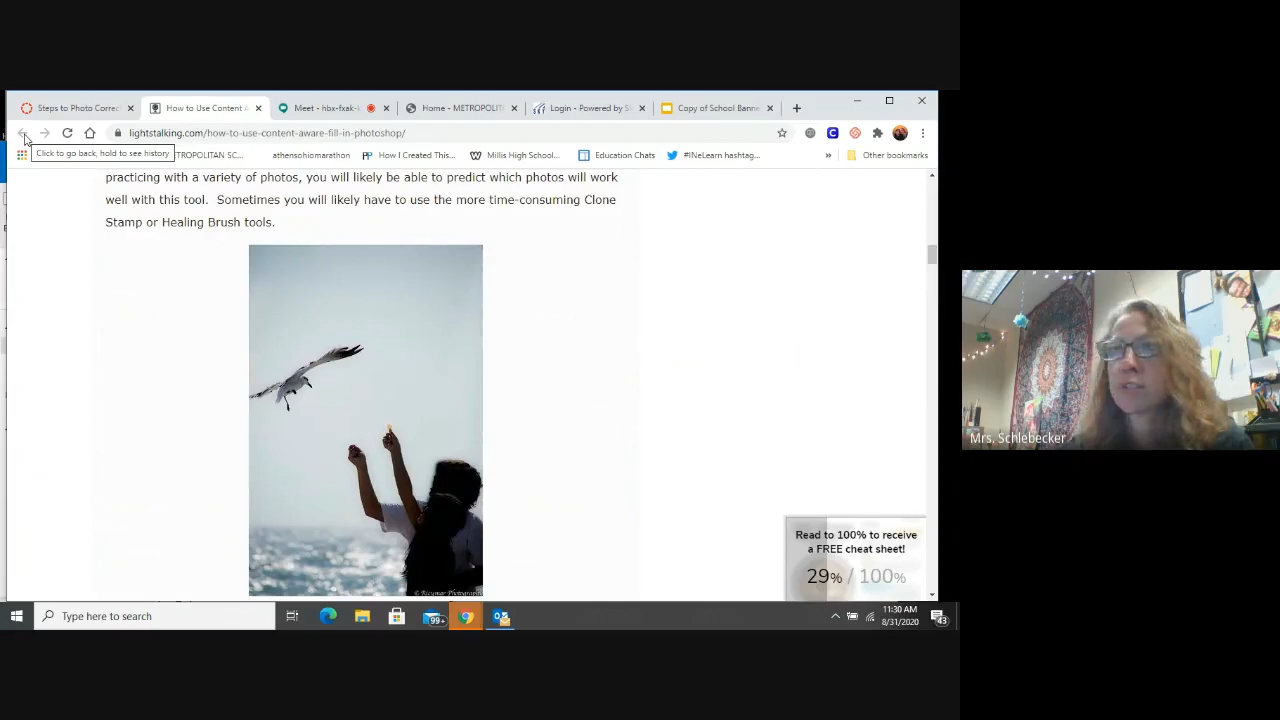 Steps to Photo Correc
How to Use Content A
Meet - hbx-fxak-
Home - METROPOLIT
Login - Powered by Sk
Copy of School Banne
lightstalking.com/how-to-use-content-aware-fill-in-photoshop/
Click to go back, hold to see history
TROPOLITAN SC...
athensohiomarathon
How I Created This...
Millis High School...
Education Chats
#INeLearn hashtag...
Other bookmarks
practicing with a variety of photos, you will likely be able to predict which photos will work
well with this tool. Sometimes you will likely have to use the more time-consuming Clone
Stamp or Healing Brush tools.
Mrs. Schlebecker
Read to 100% to receive
a FREE cheat sheet!
29% / 100%
© Ricumar Photography
Type here to search
99+
11:30 AM
8/31/2020
43